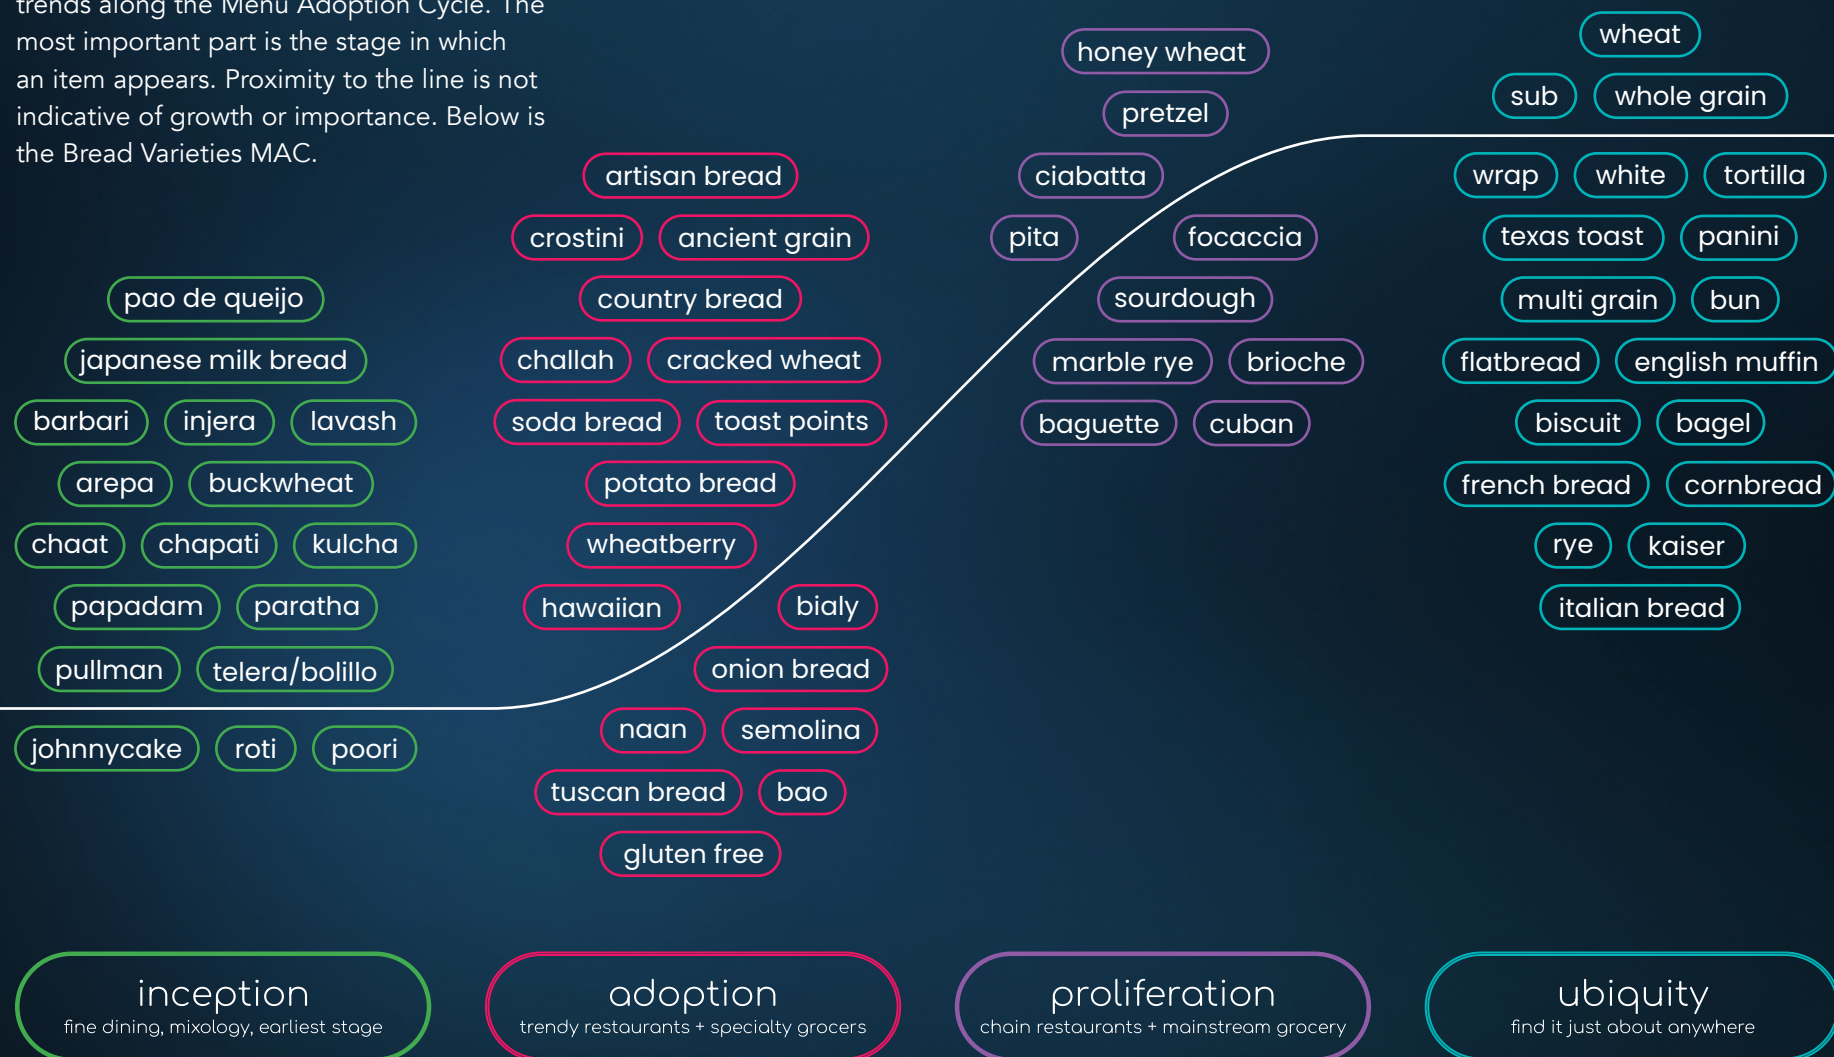 trends along the Menu Adoption Cycle. The
most important part is the stage in which
an item appears. Proximity to the line is not
indicative of growth or importance. Below is
the Bread Varieties MAC.
pao de queijo
japanese milk bread
barbari injera lavash
arepa buckwheat
chaat chapati kulcha
papadam paratha
pullman telera/bolillo
johnnycake roti poori
inception
fine dining, mixology, earliest stage
artisan bread
crostini ancient grain
country bread
challah cracked wheat
soda bread toast points
potato bread
wheatberry
hawaiian bialy
onion bread
naan semolina
tuscan bread bao
gluten free
adoption
trendy restaurants + specialty grocers
honey wheat
pretzel
ciabatta
pita focaccia
sourdough
marble rye brioche
baguette cuban
proliferation
chain restaurants + mainstream grocery
wheat
sub whole grain
wrap white tortilla
texas toast panini
multi grain bun
flatbread english muffin
biscuit bagel
french bread cornbread
rye kaiser
italian bread
ubiquity
find it just about anywhere